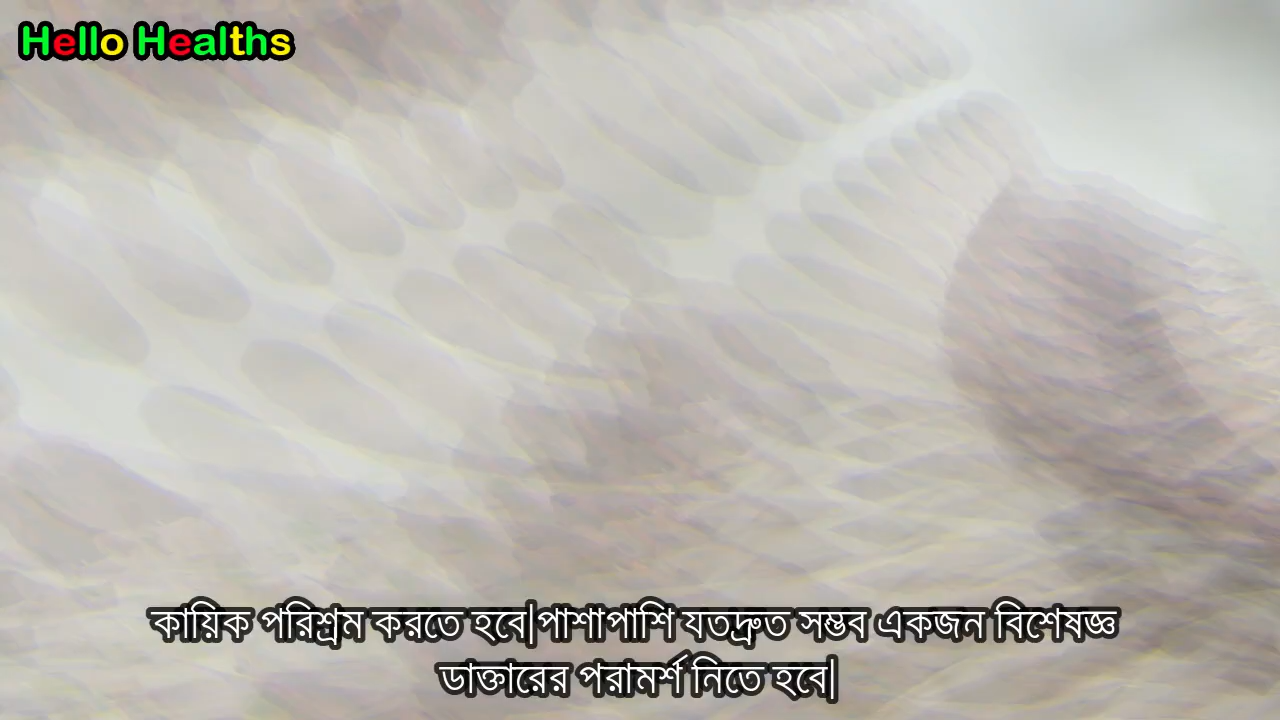 Hello Healths
কায়িক পরিশ্রম করতে হবে|পাশাপাশি যতদ্রুত সম্ভব একজন বিশেষজ্ঞ
ডাক্তারের পরামর্শ নিতে হবে|